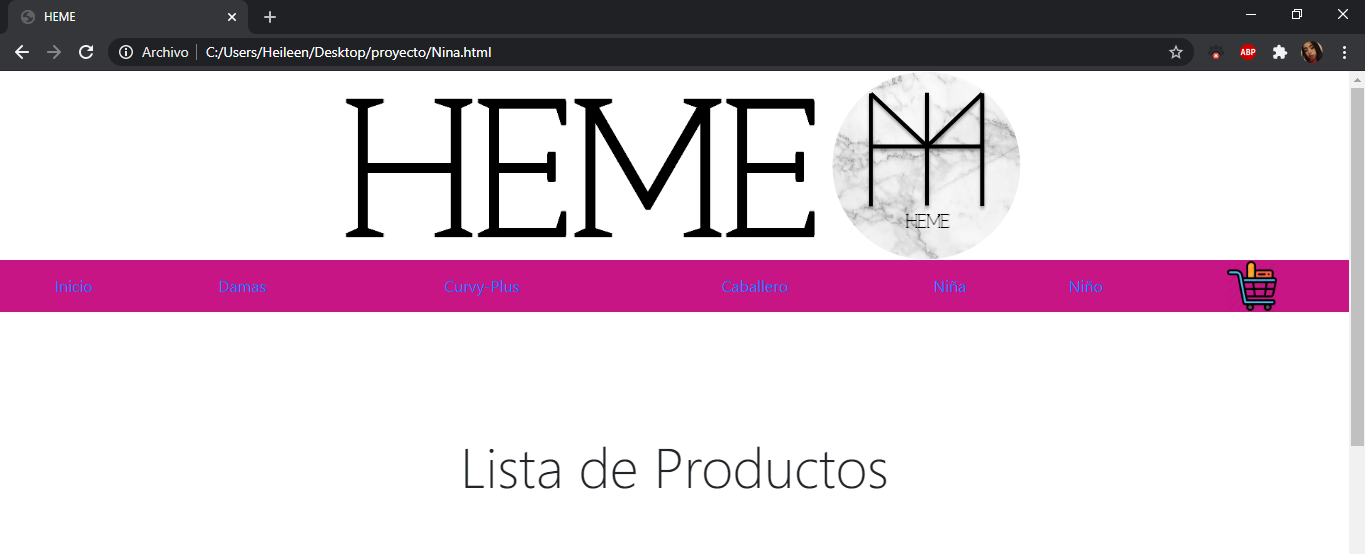 HEME
Archivo C:/Users/Heileen/Desktop/proyecto/Nina.html
ABP
HEME
HEME
Inicio Damas Curvy-Plus Caballero Niña Niño
Lista de Productos